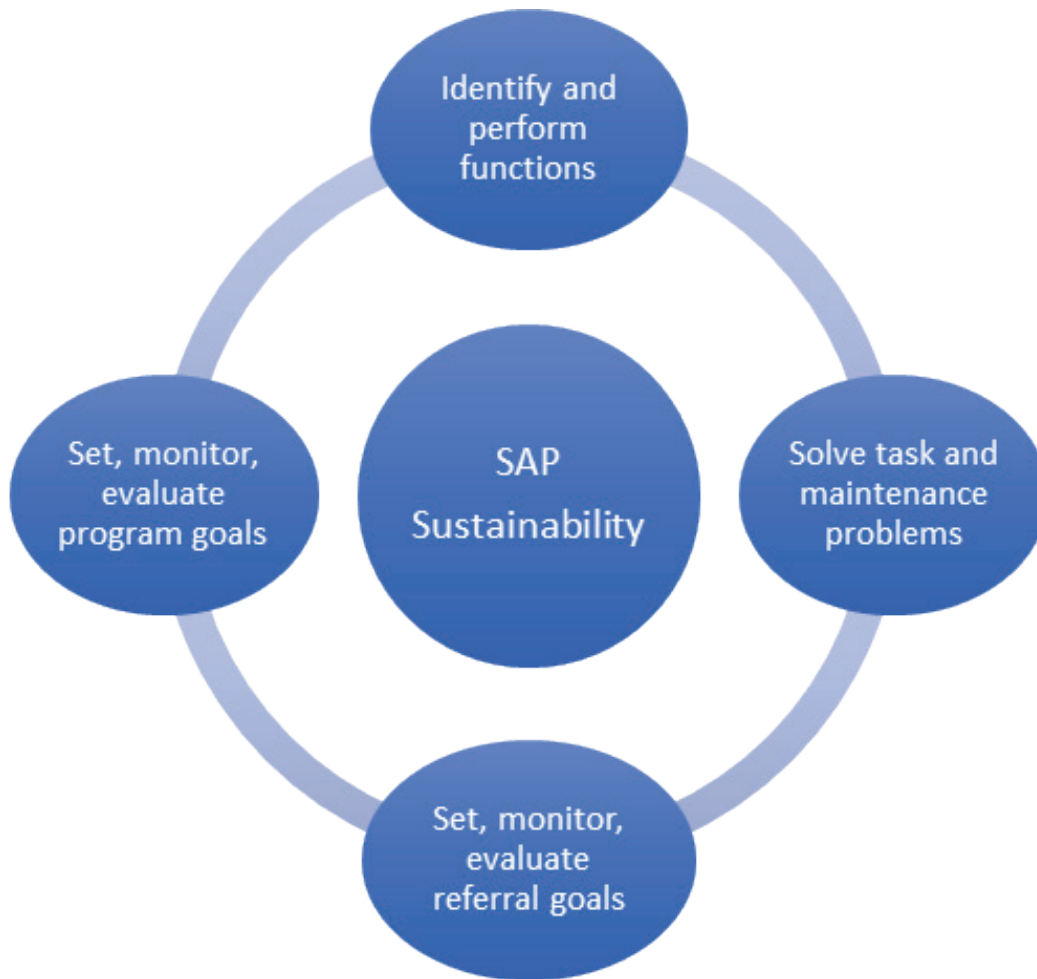 Identify and
perform
functions
Set, monitor,
evaluate
program goals
SAP
Sustainability
Solve task and
maintenance
problems
Set, monitor,
evaluate
referral goals